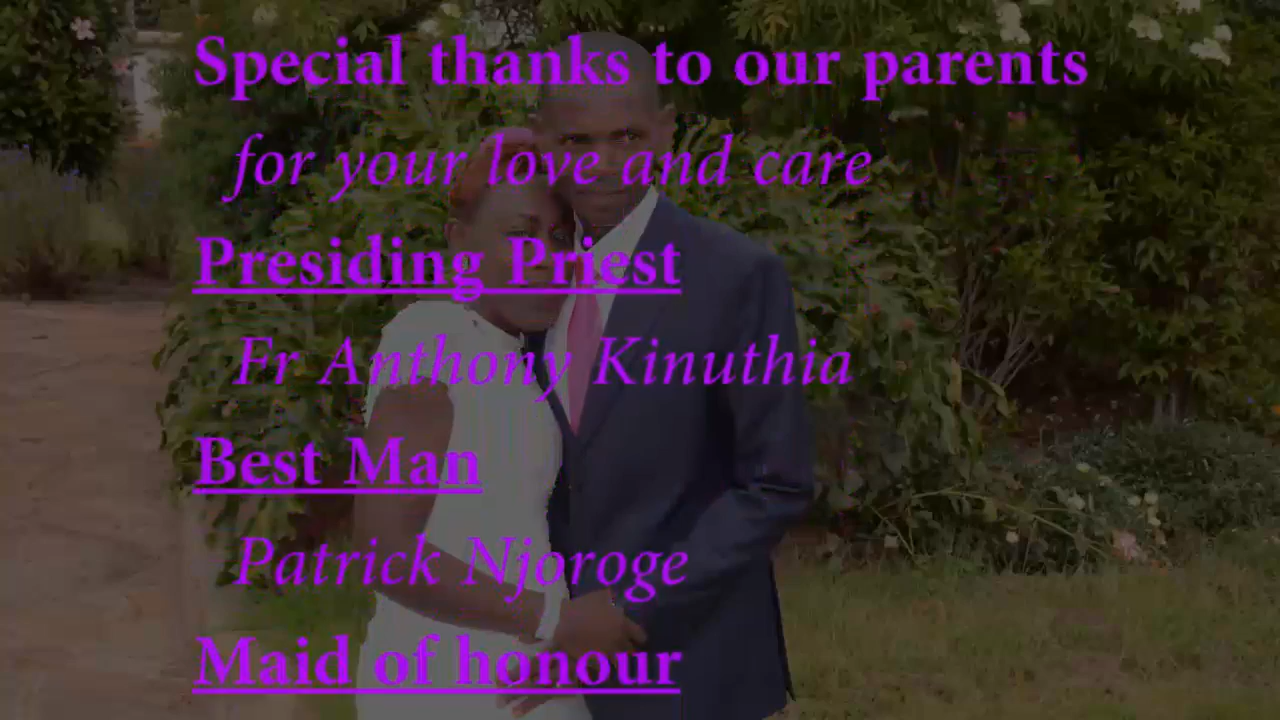 Special thanks to our parents
for your love and care
Presiding Priest
Fr Anthony Kinuthia
Best Man
Patrick Njoroge
Maid of honour